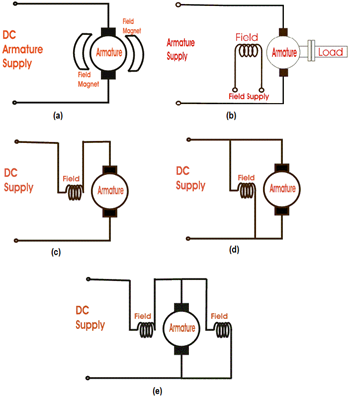 DC
Armature
Supply
Field
Magnet
Armature
Field
Magnet
(a)
Armature
Supply
Field
Armature
Load
Field Supply
(b)
DC
Supply
Field
Armature
(c)
DC
Supply
Field
Armature
(d)
DC
Supply
Field
Armature
Field
(e)